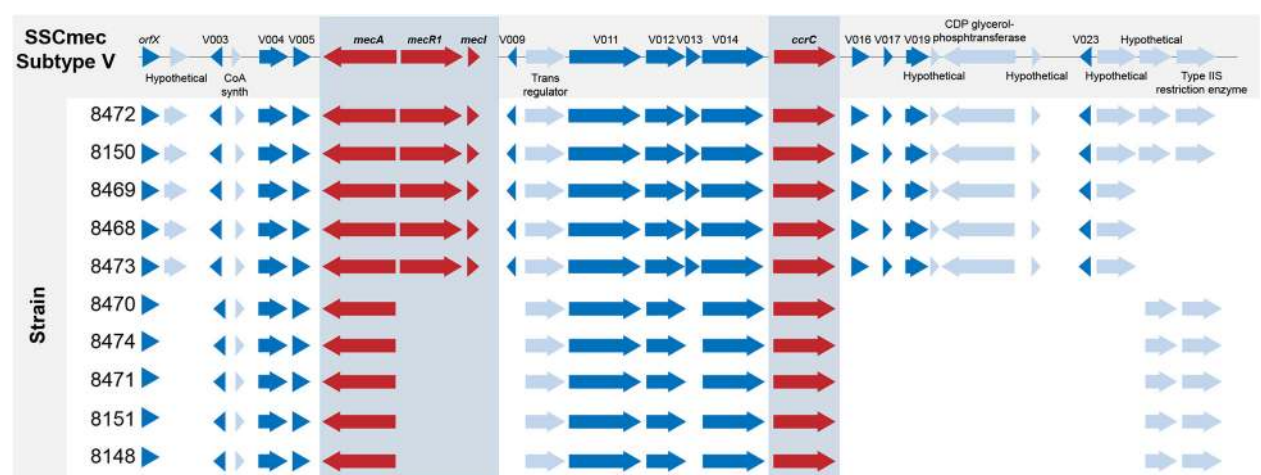 SSCmec
Subtype V
orfX
V003
V004
V005
mecA
mecR1
mecI
V009
V011
V012
V013
V014
ccrC
V016
V017
V019
CDP glycerol-
phosphtransferase
V023
Hypothetical
Hypothetical
CoA
synth
Trans
regulator
Hypothetical
Hypothetical
Hypothetical
Type IIS
restriction enzyme
Strain
8472
8150
8469
8468
8473
8470
8474
8471
8151
8148